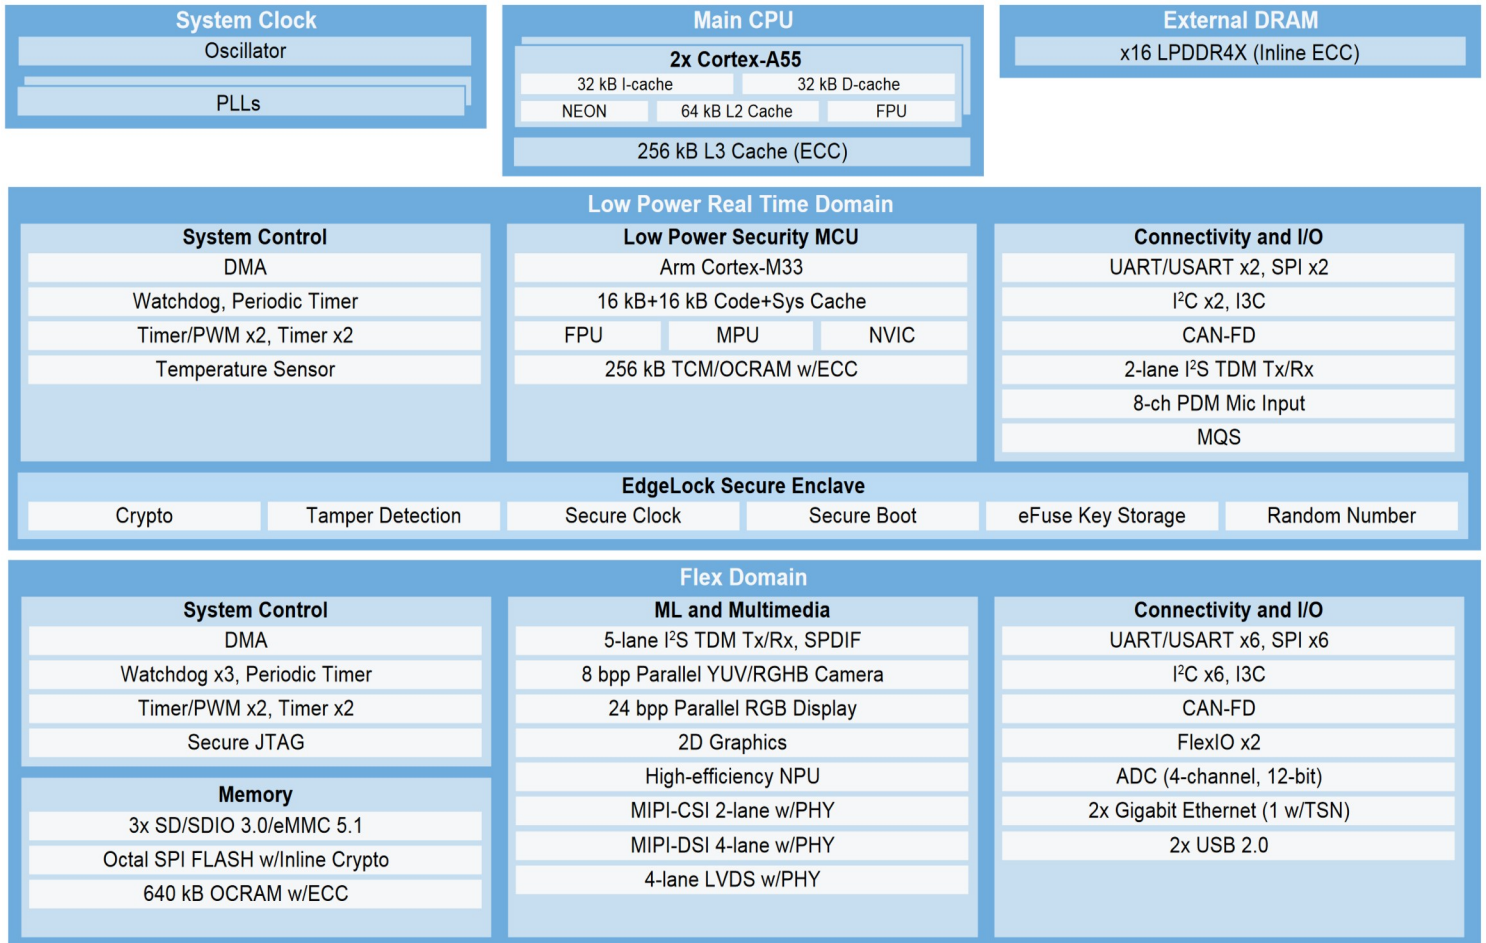 System Clock
Oscillator
PLLs
Main CPU
2x Cortex-A55
32 kB I-cache
32 kB D-cache
NEON
64 kB L2 Cache
FPU
256 kB L3 Cache (ECC)
External DRAM
x16 LPDDR4X (Inline ECC)
Low Power Real Time Domain
System Control
DMA
Watchdog, Periodic Timer
Timer/PWM x2, Timer x2
Temperature Sensor
Low Power Security MCU
Arm Cortex-M33
16 kB+16 kB Code+Sys Cache
FPU
MPU
NVIC
256 kB TCM/OCRAM w/ECC
Connectivity and I/O
UART/USART x2, SPI x2
I²C x2, I3C
CAN-FD
2-lane I²S TDM Tx/Rx
8-ch PDM Mic Input
MQS
EdgeLock Secure Enclave
Crypto
Tamper Detection
Secure Clock
Secure Boot
eFuse Key Storage
Random Number
Flex Domain
System Control
DMA
Watchdog x3, Periodic Timer
Timer/PWM x2, Timer x2
Secure JTAG
Memory
3x SD/SDIO 3.0/eMMC 5.1
Octal SPI FLASH w/Inline Crypto
640 kB OCRAM w/ECC
ML and Multimedia
5-lane I²S TDM Tx/Rx, SPDIF
8 bpp Parallel YUV/RGHB Camera
24 bpp Parallel RGB Display
2D Graphics
High-efficiency NPU
MIPI-CSI 2-lane w/PHY
MIPI-DSI 4-lane w/PHY
4-lane LVDS w/PHY
Connectivity and I/O
UART/USART x6, SPI x6
I²C x6, I3C
CAN-FD
FlexIO x2
ADC (4-channel, 12-bit)
2x Gigabit Ethernet (1 w/TSN)
2x USB 2.0